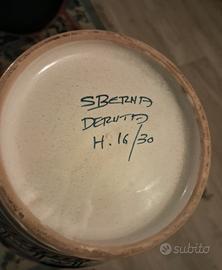 SBERNA
DERUTA
H. 16/30
subito